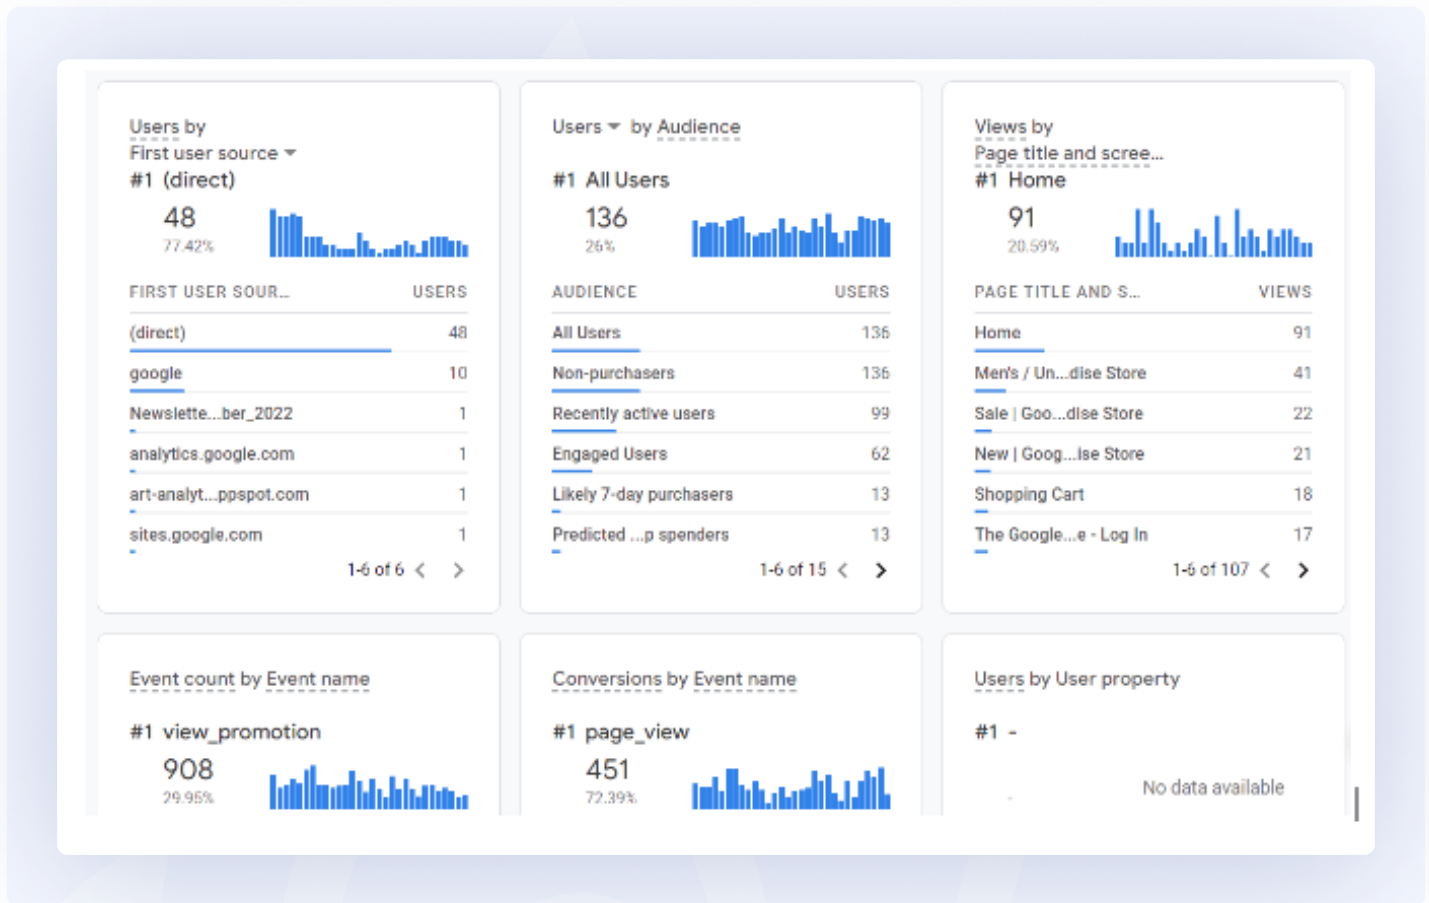 Users by
First user source
#1 (direct)
48
77.42%
FIRST USER SOUR... USERS
(direct) 48
google 10
Newslette...ber_2022 1
analytics.google.com 1
art-analyt...ppspot.com 1
sites.google.com 1
1-6 of 6
Users by Audience
#1 All Users
136
26%
AUDIENCE USERS
All Users 136
Non-purchasers 136
Recently active users 99
Engaged Users 62
Likely 7-day purchasers 13
Predicted ...p spenders 13
1-6 of 15
Views by
Page title and scree...
#1 Home
91
20.59%
PAGE TITLE AND S... VIEWS
Home 91
Men's / Un...dise Store 41
Sale | Goo...dise Store 22
New | Goog...ise Store 21
Shopping Cart 18
The Google...e - Log In 17
1-6 of 107
Event count by Event name
#1 view_promotion
908
29.95%
Conversions by Event name
#1 page_view
451
72.39%
Users by User property
#1 -
-
No data available